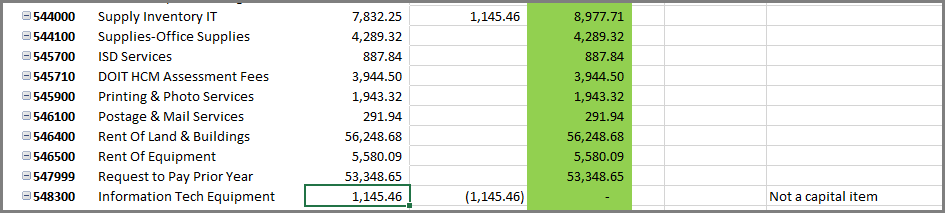 544000 Supply Inventory IT 7,832.25 1,145.46 8,977.71
544100 Supplies-Office Supplies 4,289.32 4,289.32
545700 ISD Services 887.84 887.84
545710 DOIT HCM Assessment Fees 3,944.50 3,944.50
545900 Printing & Photo Services 1,943.32 1,943.32
546100 Postage & Mail Services 291.94 291.94
546400 Rent Of Land & Buildings 56,248.68 56,248.68
546500 Rent Of Equipment 5,580.09 5,580.09
547999 Request to Pay Prior Year 53,348.65 53,348.65
548300 Information Tech Equipment 1,145.46 (1,145.46) - Not a capital item